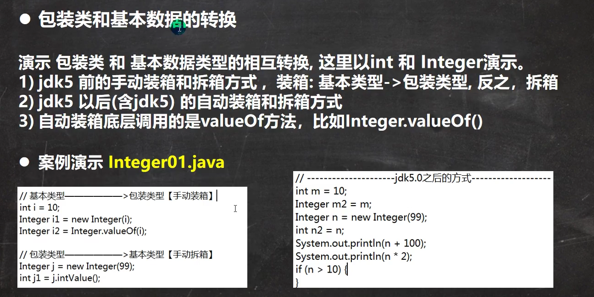 ● 包装类和基本数据的转换
演示 包装类 和 基本数据类型的相互转换, 这里以int 和 Integer演示。
1) jdk5 前的手动装箱和拆箱方式 ，装箱: 基本类型->包装类型, 反之，拆箱
2) jdk5 以后(含jdk5) 的自动装箱和拆箱方式
3) 自动装箱底层调用的是valueOf方法，比如Integer.valueOf()
● 案例演示 Integer01.java
// 基本类型——————>包装类型【手动装箱】
int i = 10;
Integer i1 = new Integer(i);
Integer i2 = Integer.valueOf(i);
// 包装类型——————>基本类型【手动拆箱】
Integer j = new Integer(99);
int j1 = j.intValue();
// ---------------------jdk5.0之后的方式-------------------
int m = 10;
Integer m2 = m;
Integer n = new Integer(99);
int n2 = n;
System.out.println(n + 100);
System.out.println(n * 2);
if (n > 10) {
}